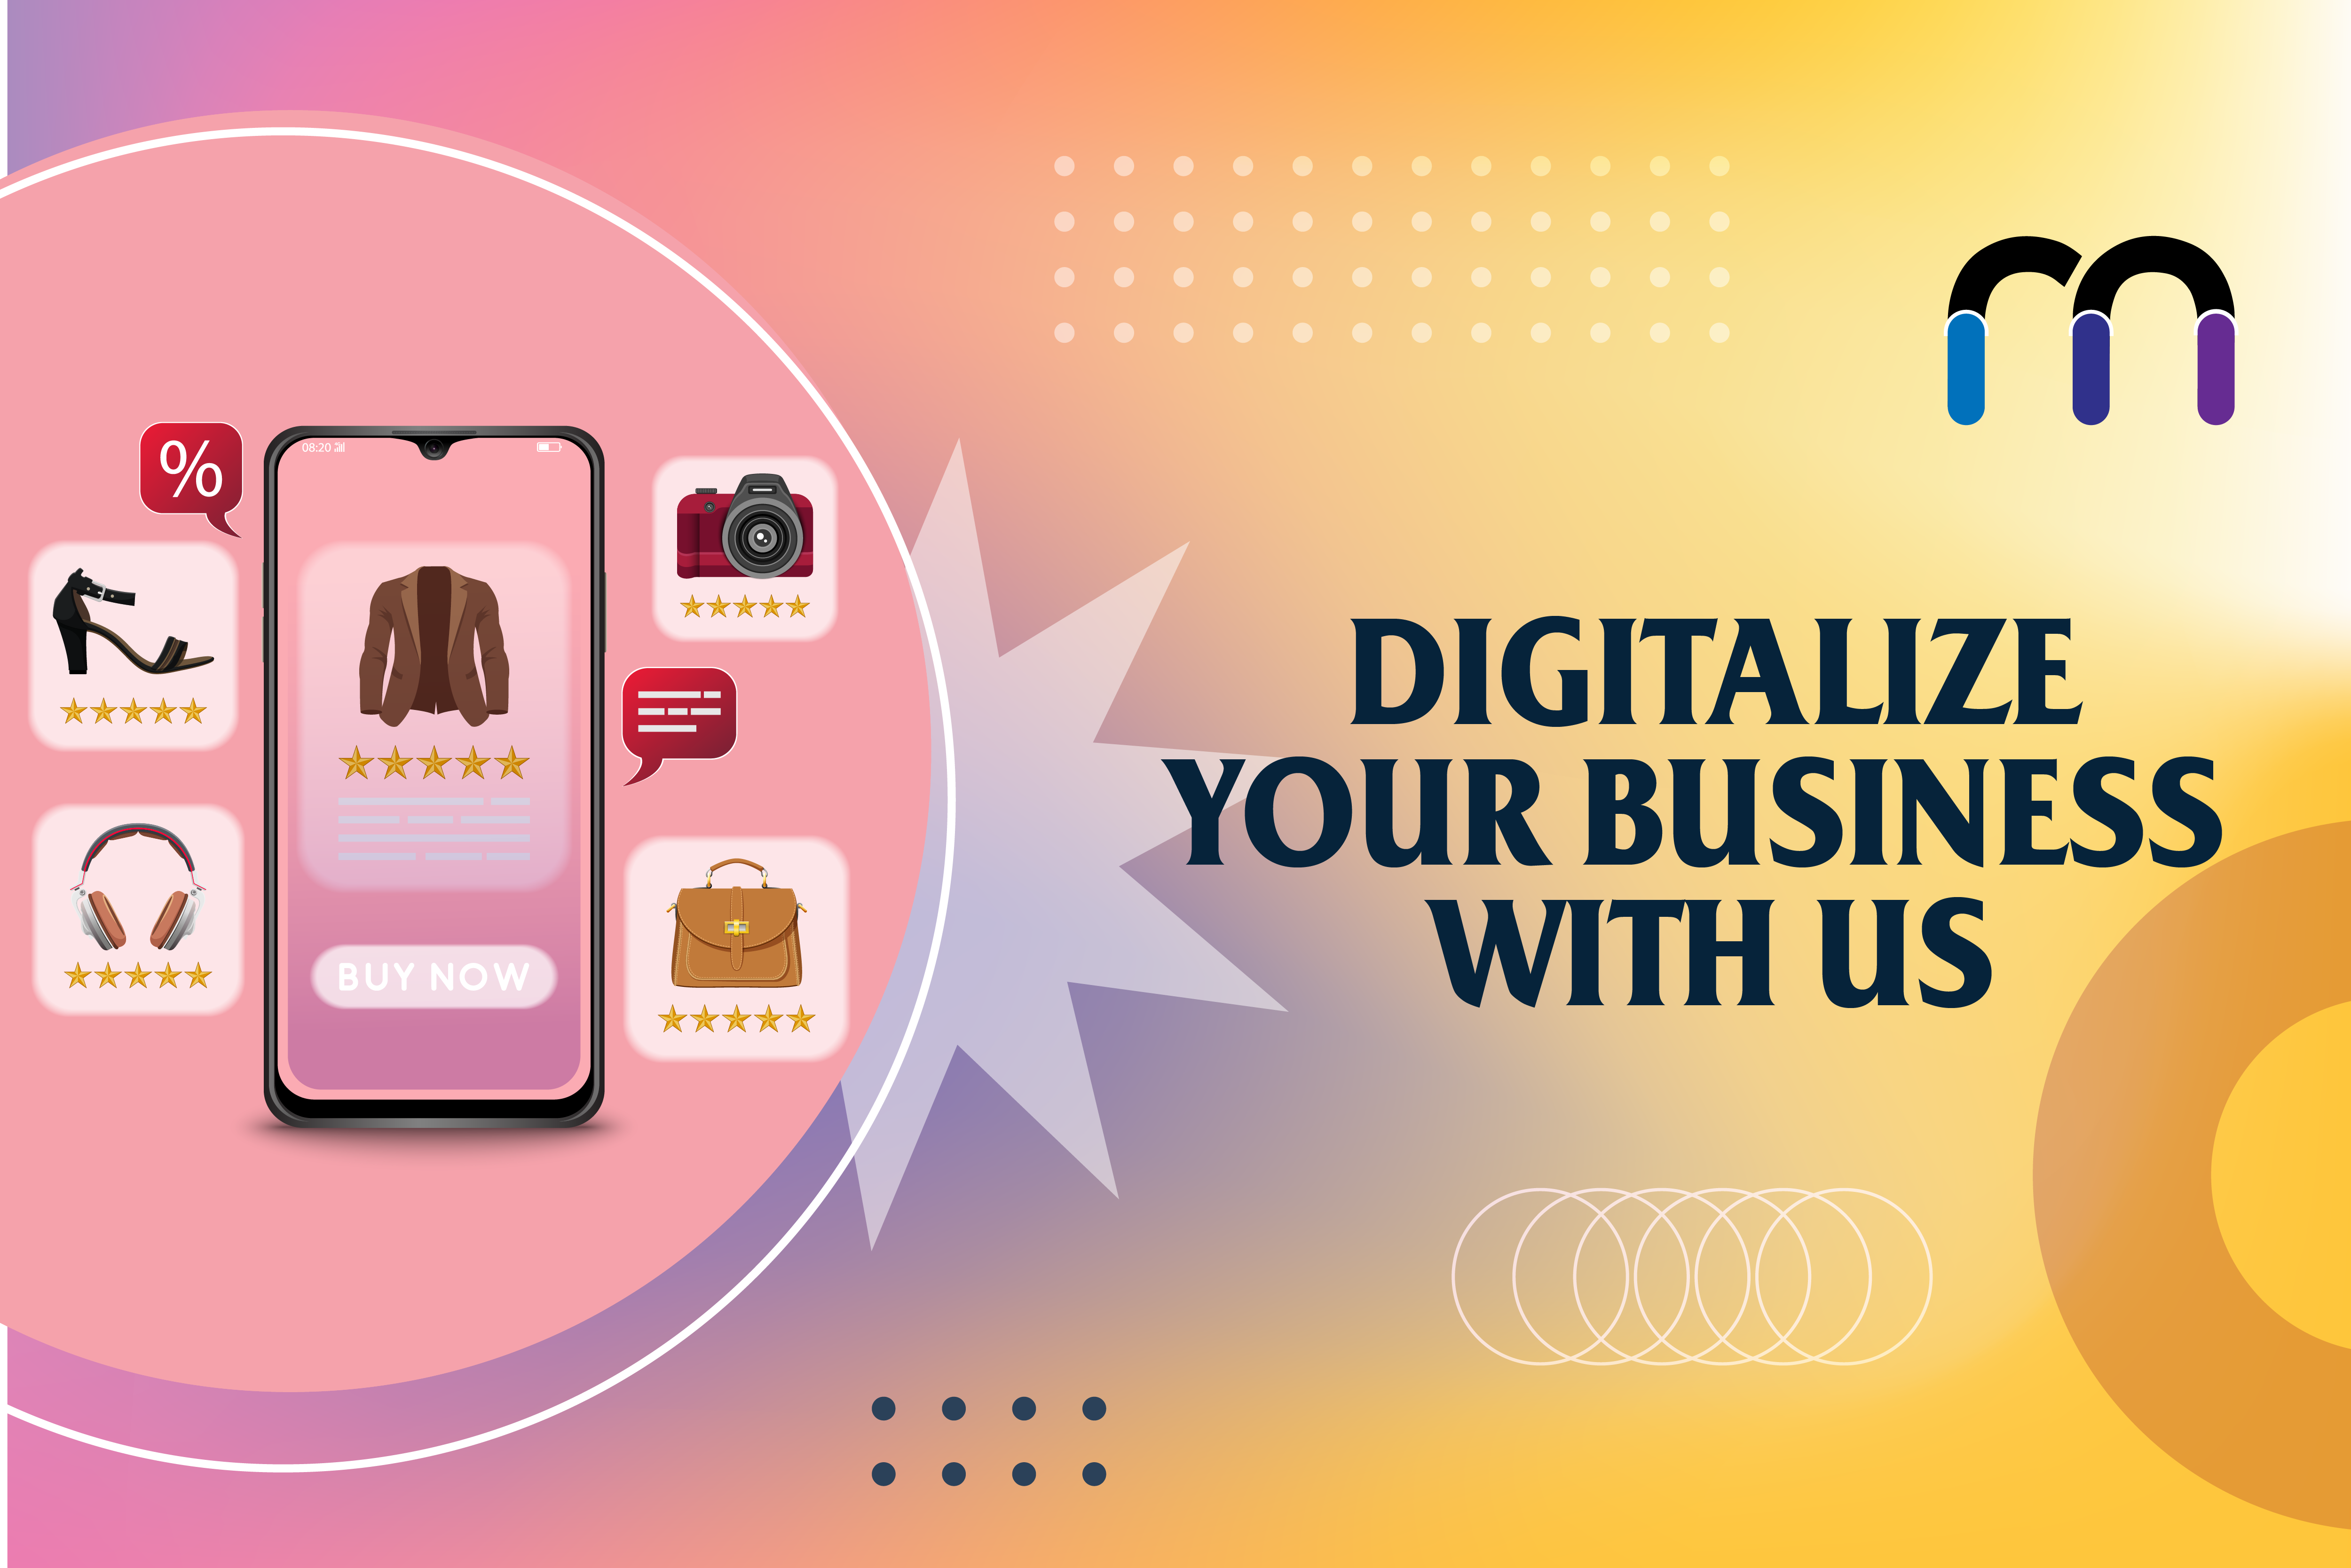 %
08:20
BUY NOW
m
DIGITALIZE
YOUR BUSINESS
WITH US